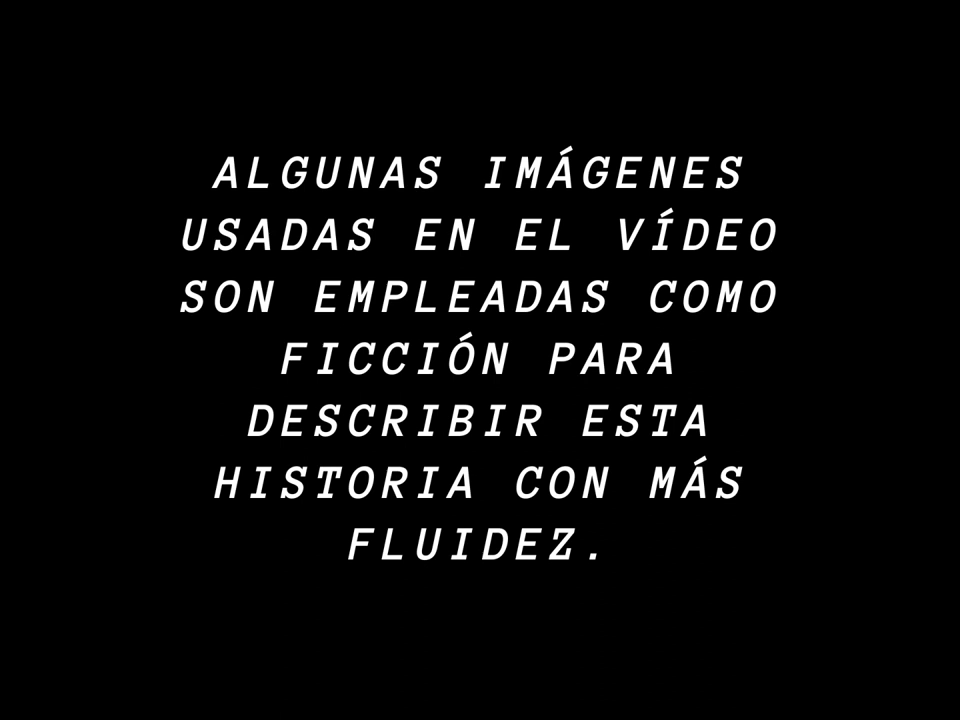 ALGUNAS IMÁGENES
USADAS EN EL VÍDEO
SON EMPLEADAS COMO
FICCIÓN PARA
DESCRIBIR ESTA
HISTORIA CON MÁS
FLUIDEZ.